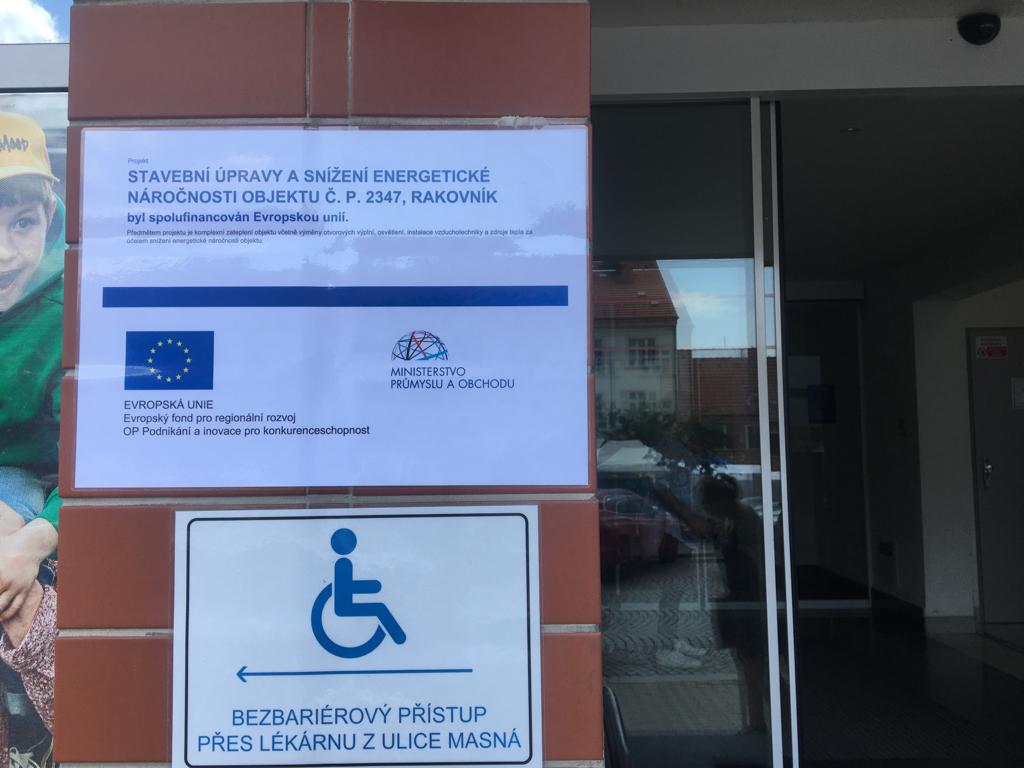 Projekt
STAVEBNÍ ÚPRAVY A SNÍŽENÍ ENERGETICKÉ
NÁROČNOSTI OBJEKTU Č. P. 2347, RAKOVNÍK
byl spolufinancován Evropskou unií.
Předmětem projektu je komplexní zateplení objektu včetně výměny otvorových výplní, osvětlení, instalace vzduchotechniky a zdroje tepla za
účelem snížení energetické náročnosti objektu.
EVROPSKÁ UNIE
Evropský fond pro regionální rozvoj
OP Podnikání a inovace pro konkurenceschopnost
MINISTERSTVO
PRŮMYSLU A OBCHODU
BEZBARIÉROVÝ PŘÍSTUP
PŘES LÉKÁRNU Z ULICE MASNÁ